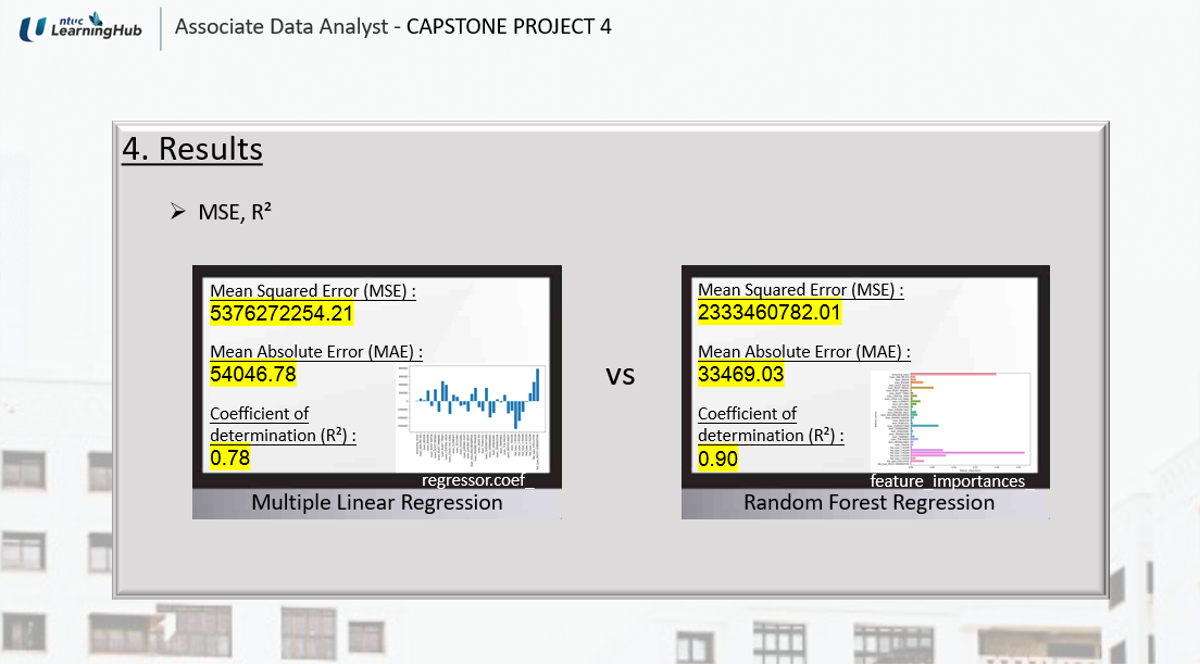 ntuc
LearningHub
Associate Data Analyst - CAPSTONE PROJECT 4
4. Results
➢ MSE, R²
Mean Squared Error (MSE) :
5376272254.21
Mean Absolute Error (MAE) :
54046.78
Coefficient of
determination (R²) :
0.78
regressor.coef_
Multiple Linear Regression
VS
Mean Squared Error (MSE) :
2333460782.01
Mean Absolute Error (MAE) :
33469.03
Coefficient of
determination (R²) :
0.90
feature_importances_
Random Forest Regression